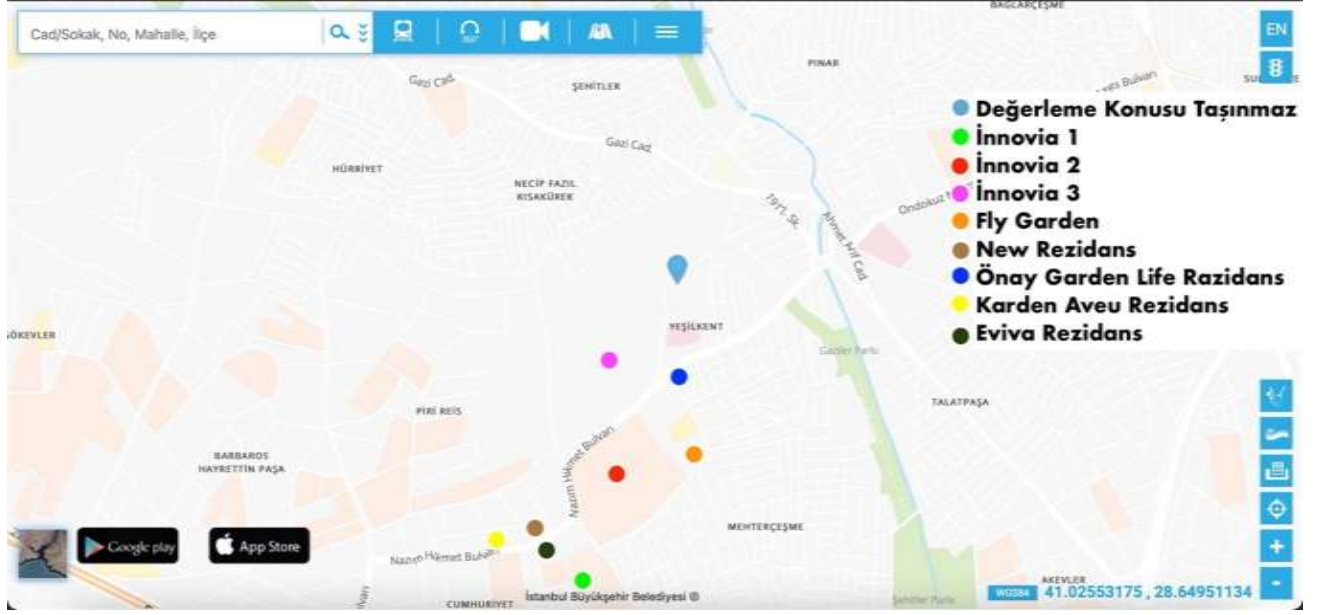 BAĞLARÇEŞME
Cad/Sokak, No, Mahalle, İlçe
EN
PINAR
Gazi Cad.
ŞEHİTLER
Değerleme Konusu Taşınmaz
İnnovia 1
Gazi Cad.
HÜRRİYET
İnnovia 2
NECİP FAZIL
KISAKÜREK
İnnovia 3
1911. Sk.
Ahmet Arif Cad.
Ondokuz
Fly Garden
New Rezidans
Önay Garden Life Razidans
Karden Aveu Rezidans
YEŞİLKENT
Eviva Rezidans
Gaziler Parkı
TALATPAŞA
PİRİ REİS
Nazım Hikmet Bulvarı
BARBAROS
HAYRETTİN PAŞA
MEHTERÇEŞME
Google play
App Store
Nazım Hikmet Bulvarı
AKEVLER
WGS84 41.02553175 , 28.64951134
İstanbul Büyükşehir Belediyesi ©
CUMHURİYET
Şehitler Parkı